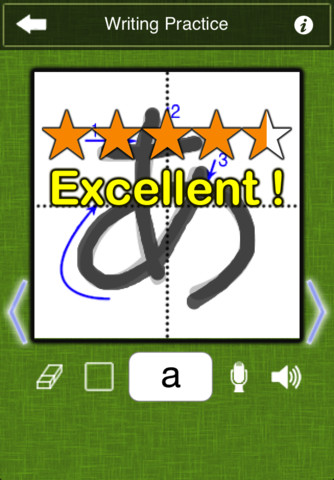 Writing Practice
1
2
3
あ
Excellent !
a